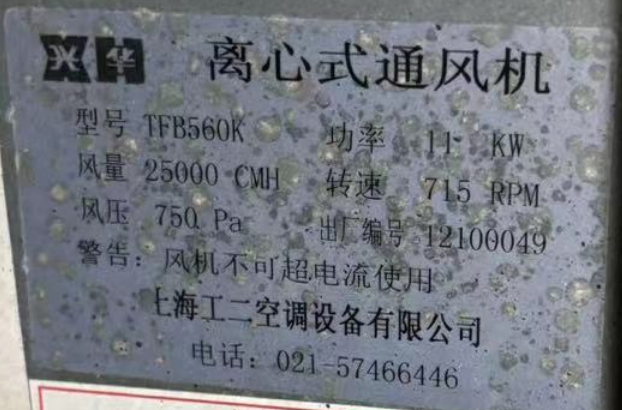 兴华 离心式通风机
型号 TFB560K 功率 11 KW
风量 25000 CMH 转速 715 RPM
风压 750 Pa 出厂编号 12100049
警告：风机不可超电流使用
上海工二空调设备有限公司
电话：021-57466446